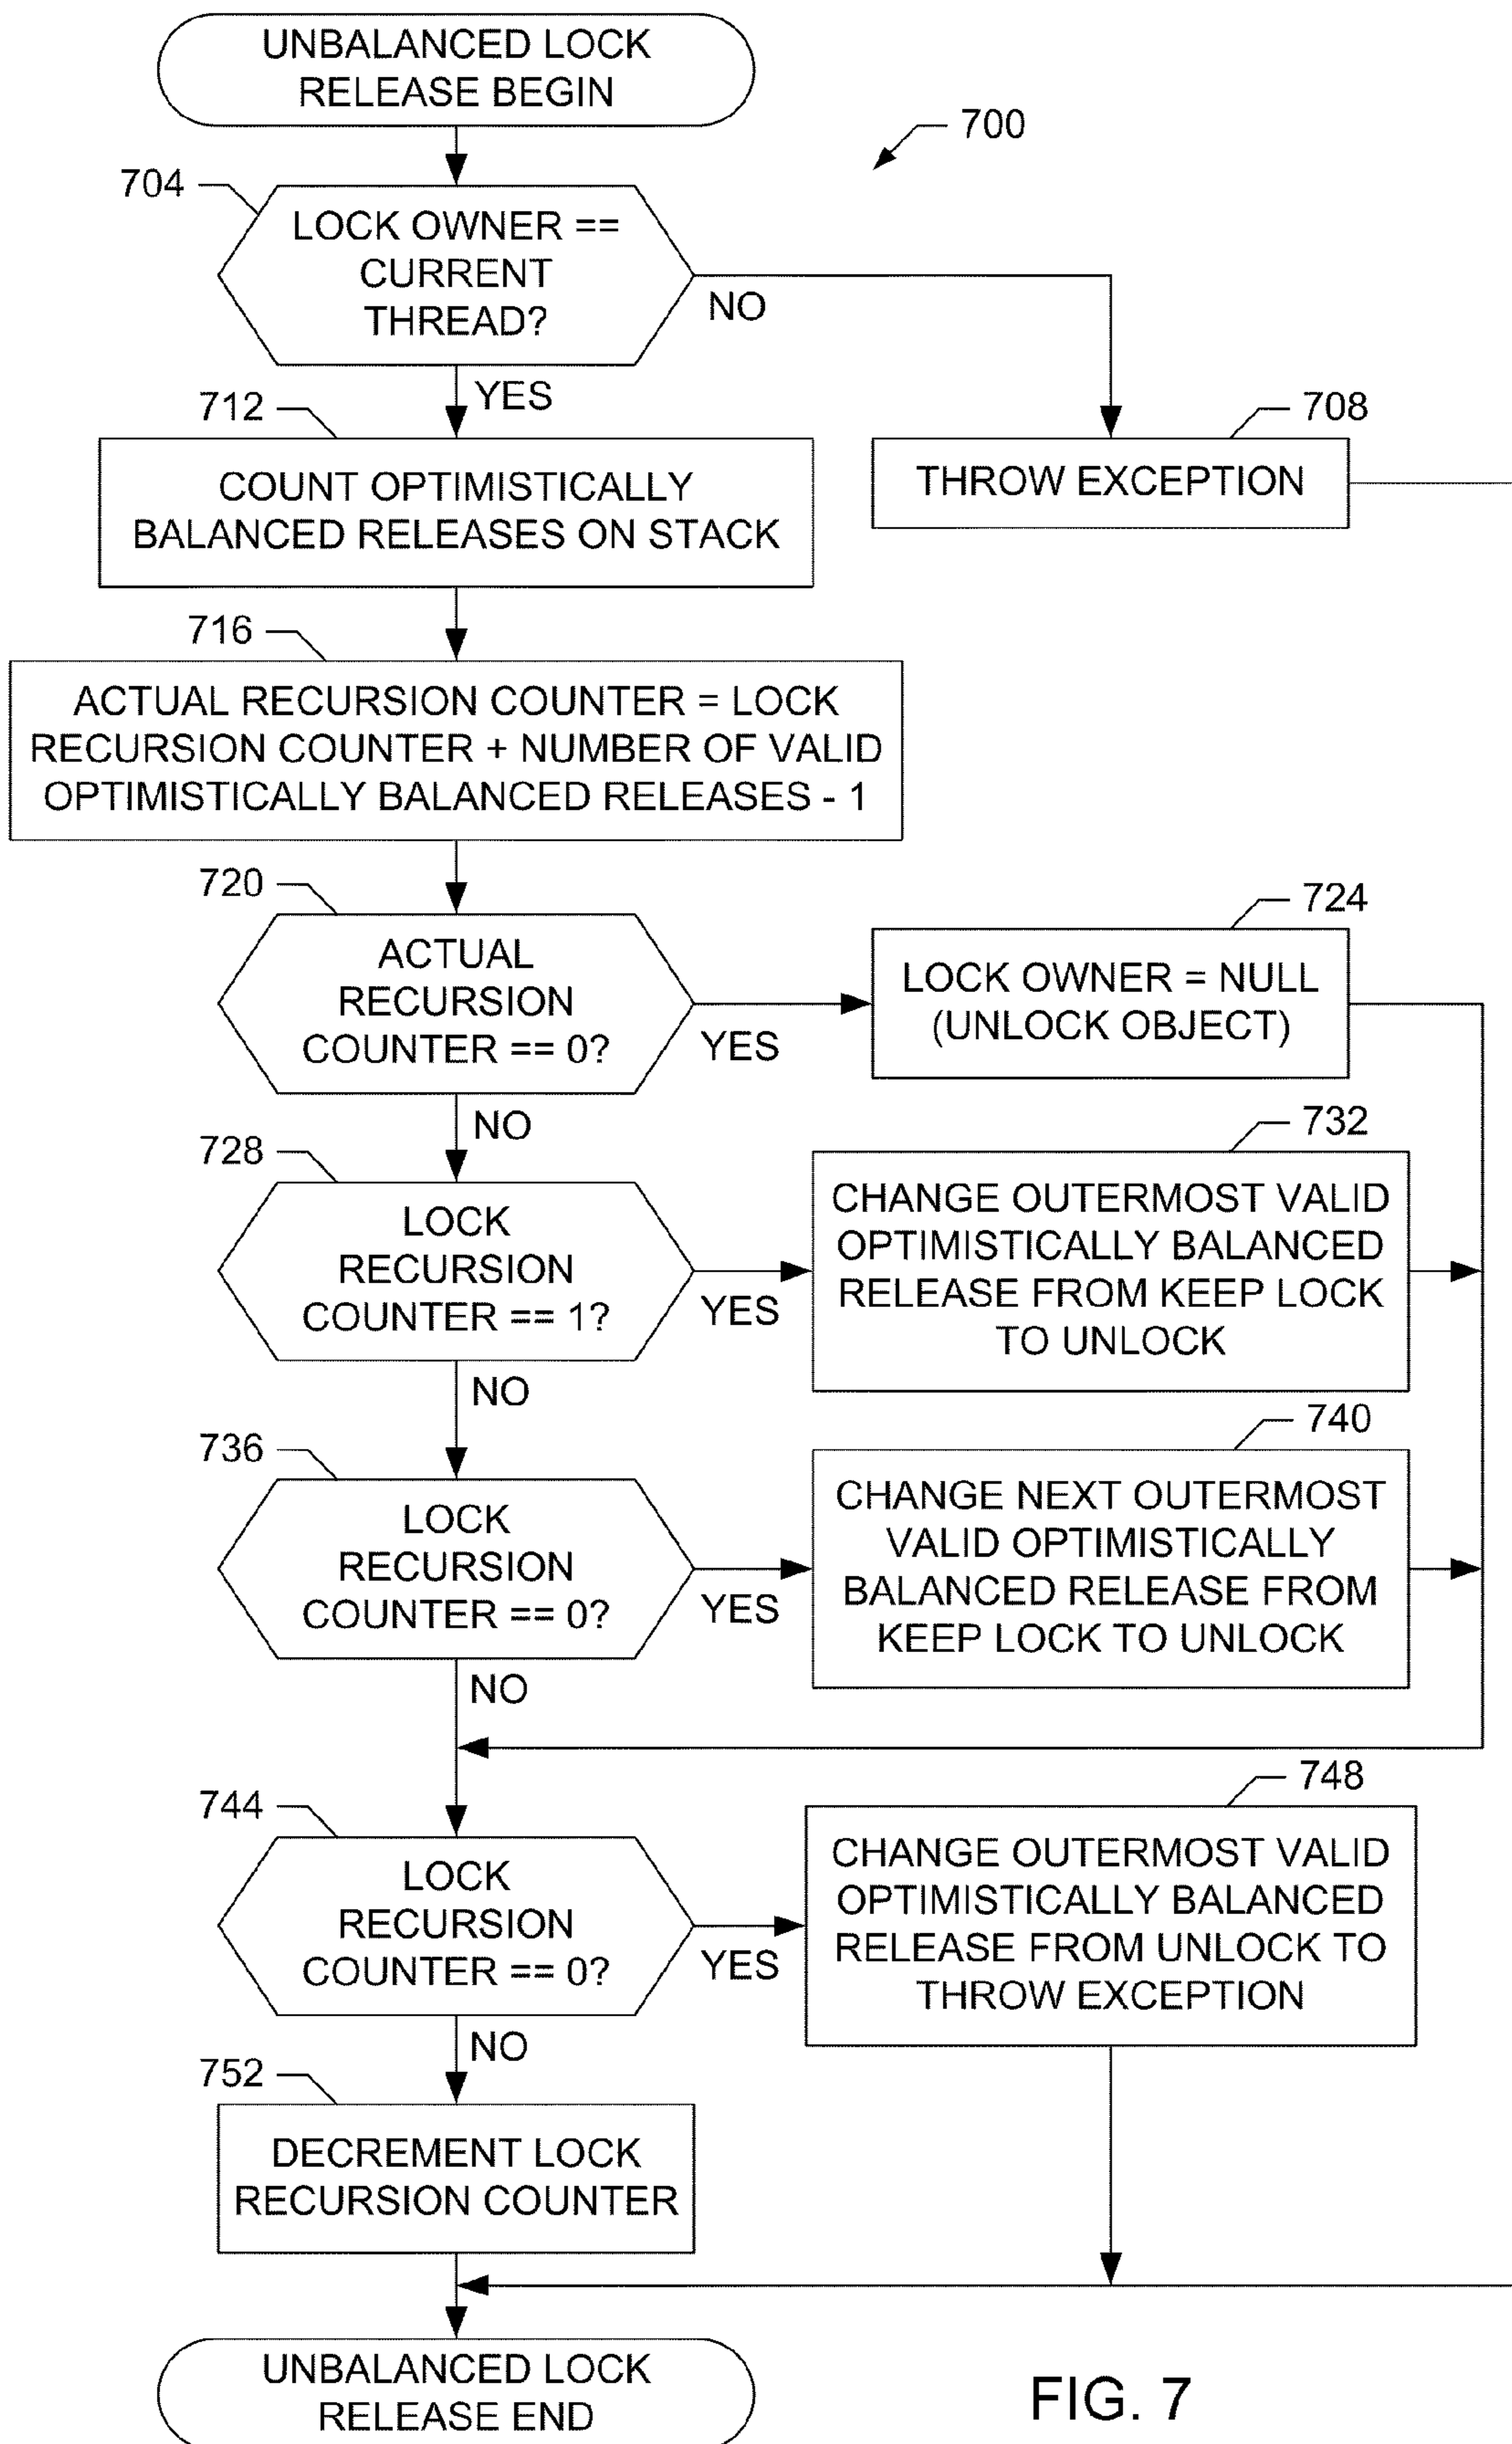 UNBALANCED LOCK
RELEASE BEGIN
700
704
LOCK OWNER ==
CURRENT
THREAD?
NO
YES
712
COUNT OPTIMISTICALLY
BALANCED RELEASES ON STACK
708
THROW EXCEPTION
716
ACTUAL RECURSION COUNTER = LOCK
RECURSION COUNTER + NUMBER OF VALID
OPTIMISTICALLY BALANCED RELEASES - 1
720
ACTUAL
RECURSION
COUNTER == 0?
YES
724
LOCK OWNER = NULL
(UNLOCK OBJECT)
NO
728
LOCK
RECURSION
COUNTER == 1?
YES
732
CHANGE OUTERMOST VALID
OPTIMISTICALLY BALANCED
RELEASE FROM KEEP LOCK
TO UNLOCK
NO
736
LOCK
RECURSION
COUNTER == 0?
YES
740
CHANGE NEXT OUTERMOST
VALID OPTIMISTICALLY
BALANCED RELEASE FROM
KEEP LOCK TO UNLOCK
NO
744
LOCK
RECURSION
COUNTER == 0?
YES
748
CHANGE OUTERMOST VALID
OPTIMISTICALLY BALANCED
RELEASE FROM UNLOCK TO
THROW EXCEPTION
NO
752
DECREMENT LOCK
RECURSION COUNTER
UNBALANCED LOCK
RELEASE END
FIG. 7